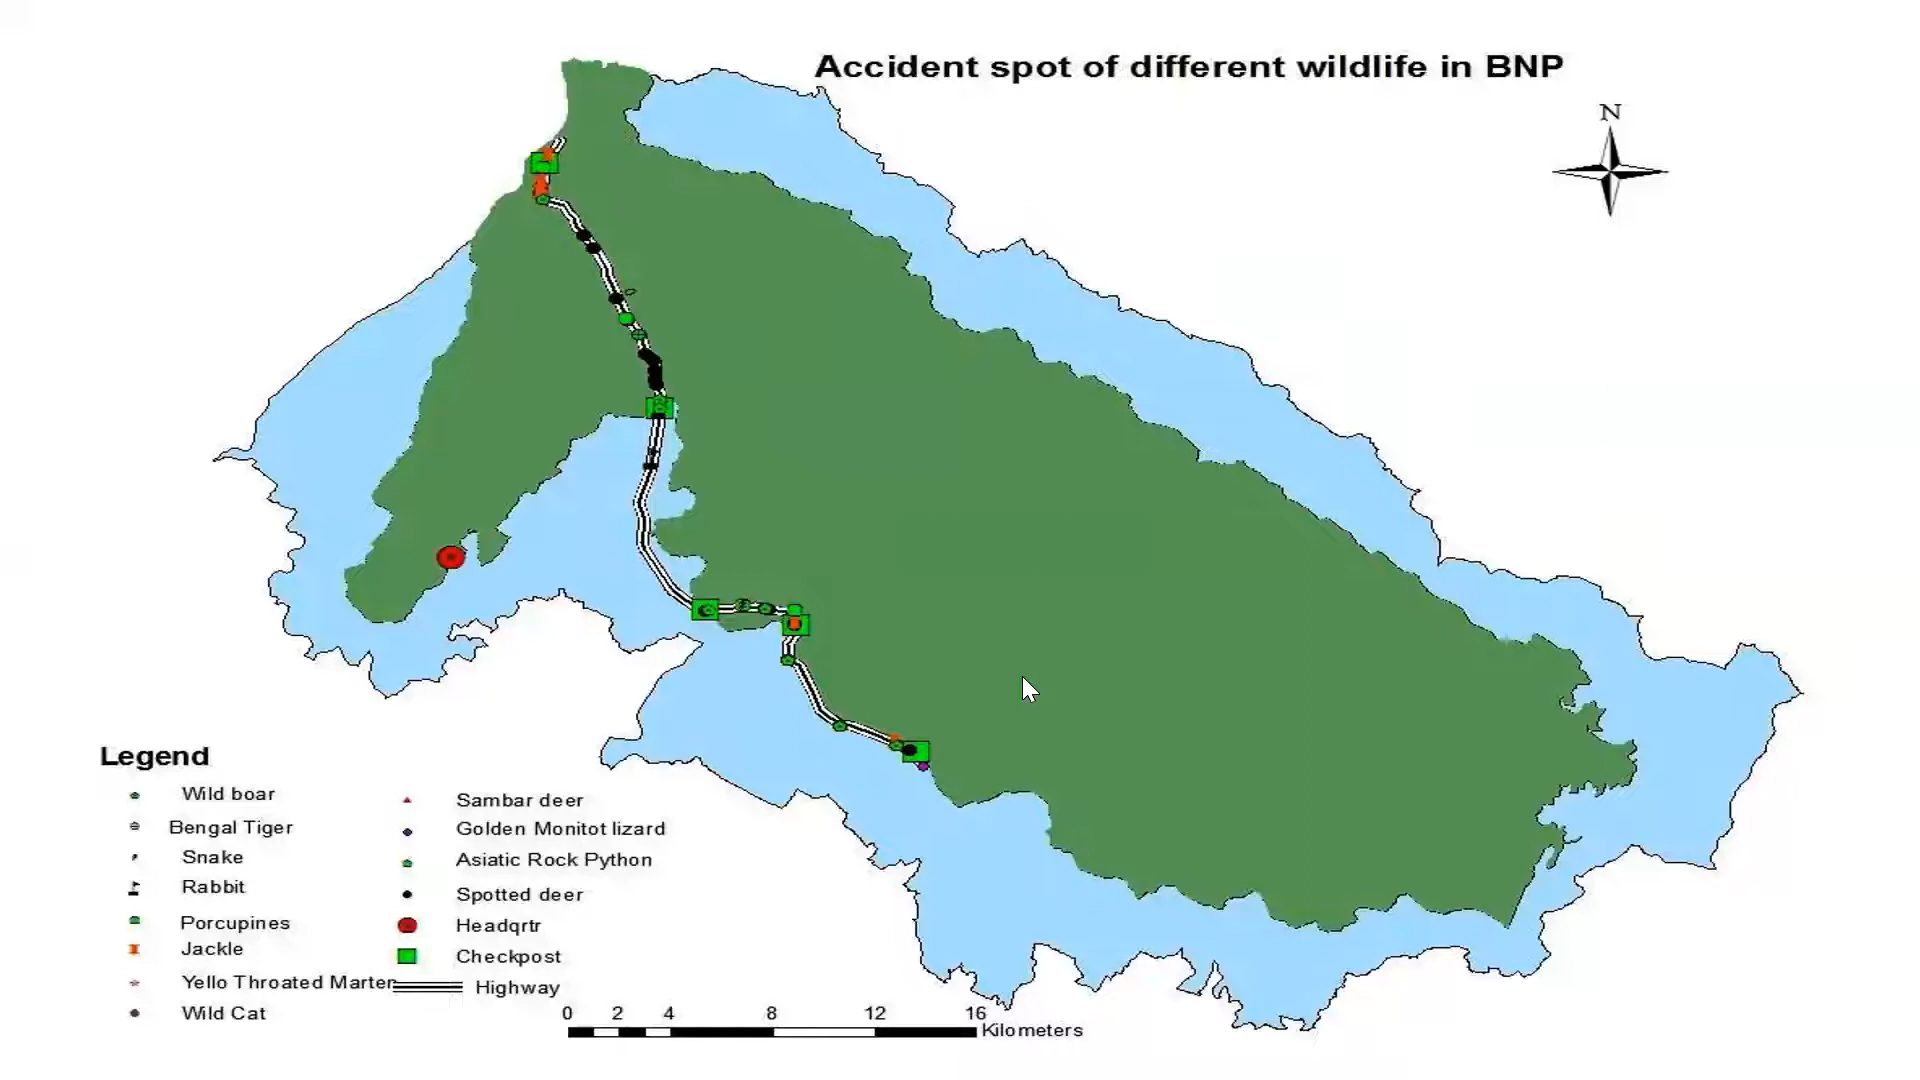 Accident spot of different wildlife in BNP
N
Legend
Wild boar
Bengal Tiger
Snake
Rabbit
Porcupines
Jackle
Yello Throated Marten
Wild Cat
Sambar deer
Golden Monitot lizard
Asiatic Rock Python
Spotted deer
Headqrtr
Checkpost
Highway
0 2 4 8 12 16
Kilometers